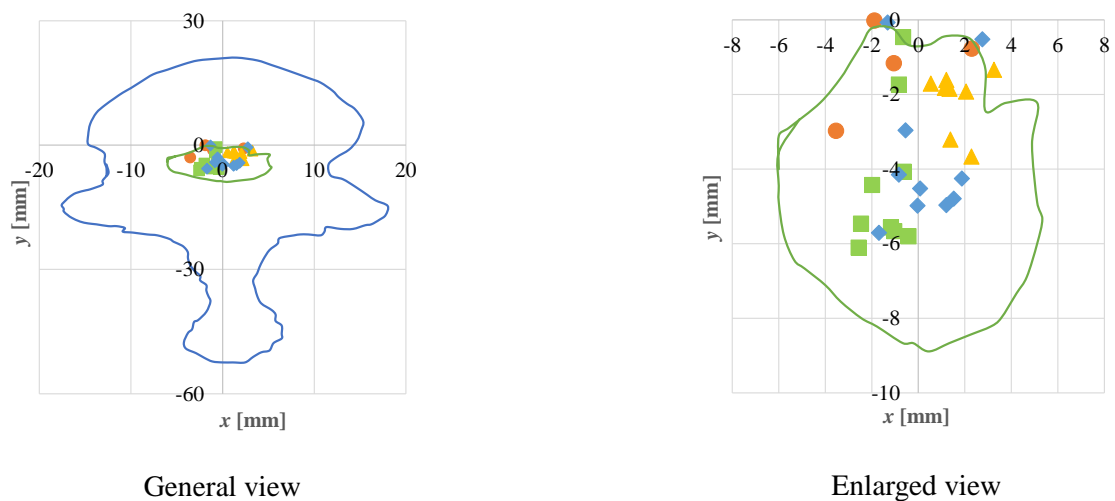 30
0
-30
-60
-20 -10 0 10 20
y [mm]
x [mm]
General view
0
-2
-4
-6
-8
-10
-8 -6 -4 -2 0 2 4 6 8
y [mm]
x [mm]
Enlarged view